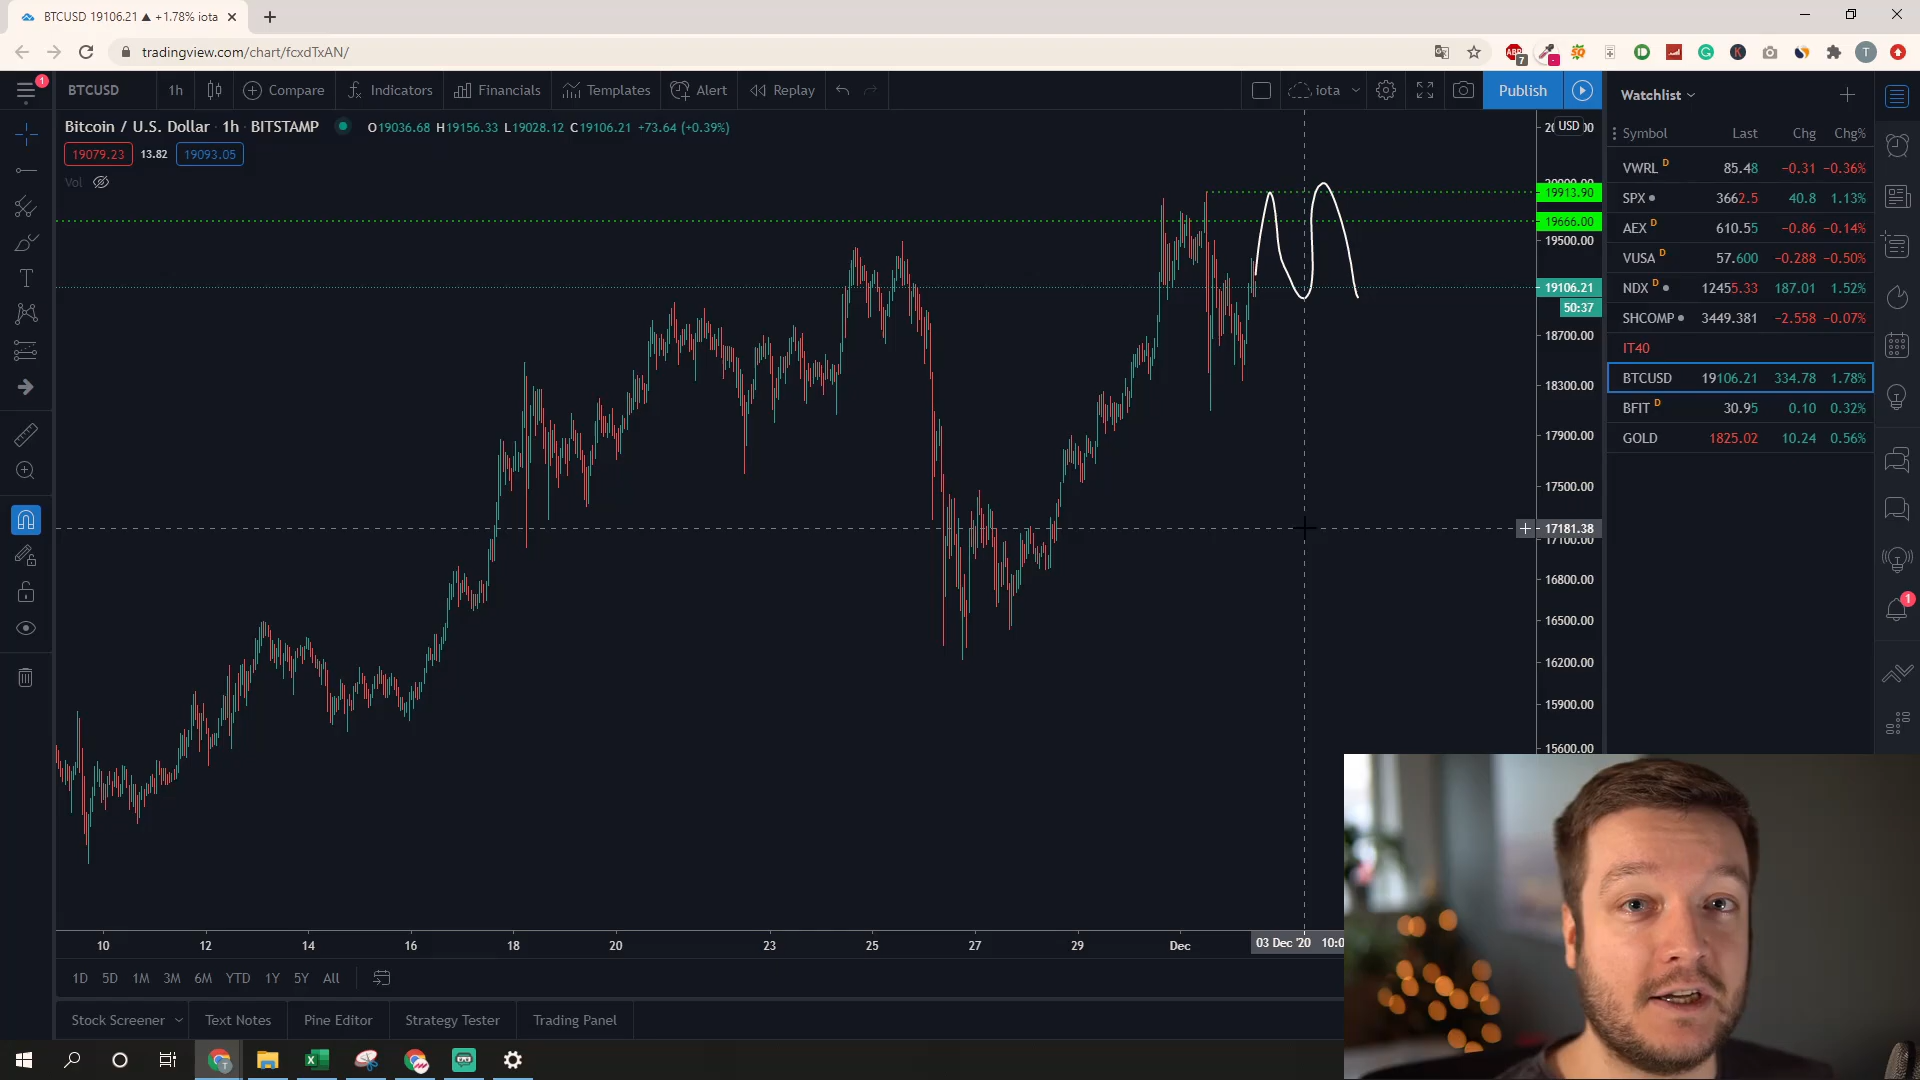 BTCUSD 19106.21 ▲ +1.78% iota
tradingview.com/chart/fcxdTxAN/
7
T
1
BTCUSD 1h Compare Indicators Financials Templates Alert Replay iota Publish
Bitcoin / U.S. Dollar · 1h · BITSTAMP O19036.68 H19156.33 L19028.12 C19106.21 +73.64 (+0.39%)
19079.23 13.82 19093.05
Vol
USD
19913.90
19666.00
19500.00
19106.21
50:37
18700.00
18300.00
17900.00
17500.00
17181.38
17100.00
16800.00
16500.00
16200.00
15900.00
15600.00
10 12 14 16 18 20 23 25 27 29 Dec 03 Dec '20
1D 5D 1M 3M 6M YTD 1Y 5Y All
Stock Screener Text Notes Pine Editor Strategy Tester Trading Panel
Watchlist
Symbol Last Chg Chg%
VWRL D 85.48 −0.31 −0.36%
SPX 3662.5 40.8 1.13%
AEX D 610.55 −0.86 −0.14%
VUSA D 57.600 −0.288 −0.50%
NDX D 12455.33 187.01 1.52%
SHCOMP 3449.381 −2.558 −0.07%
IT40
BTCUSD 19106.21 334.78 1.78%
BFIT D 30.95 0.10 0.32%
GOLD 1825.02 10.24 0.56%
1